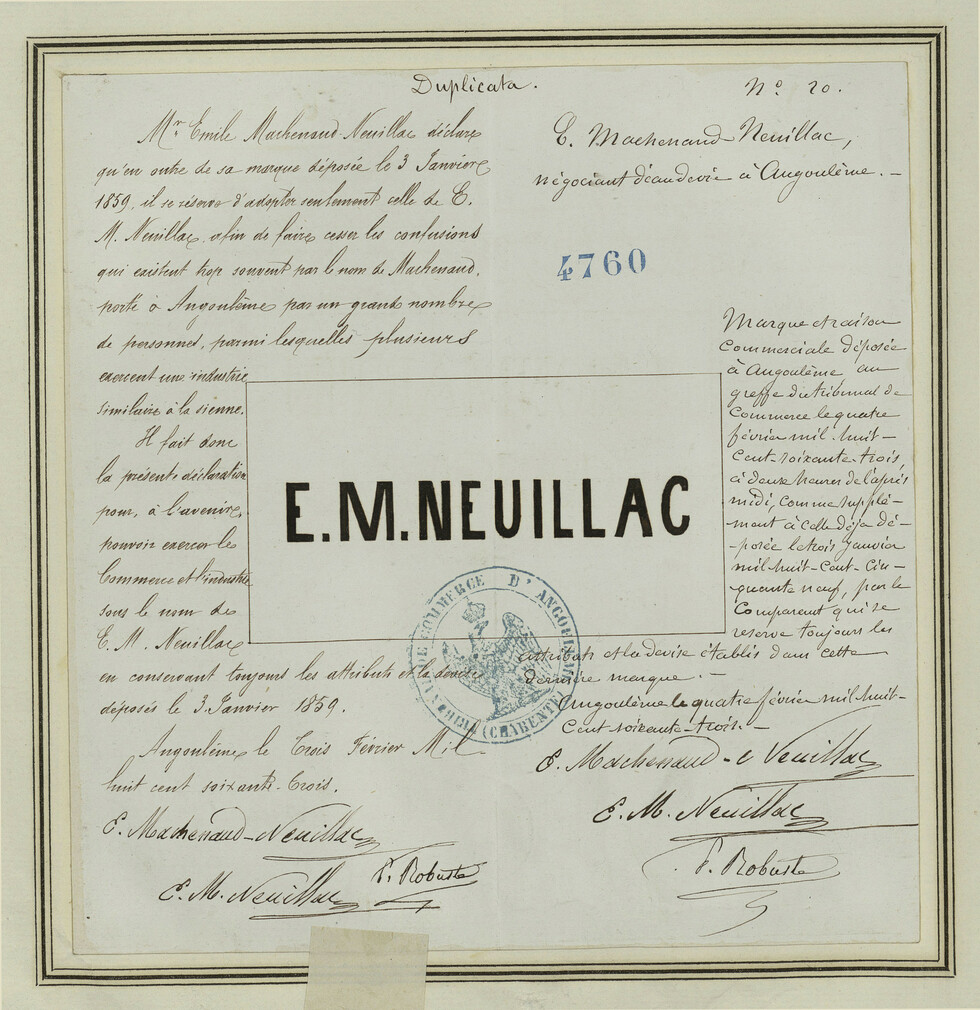 Duplicata.
Nº 20.
Mr. Emile Machenaud-Neuillac déclare
qu'en outre de sa marque déposée le 3 Janvier
1859, il se réserve d'adopter seulement celle de E.
M. Neuillac afin de faire cesser les confusions
qui existent trop souvent par le nom de Machenaud,
porté à Angoulême par un grand nombre
de personnes, parmi lesquelles plusieurs
exercent une industrie
similaire à la sienne.
Il fait donc
la présente déclaration
pour, à l'avenir,
pouvoir exercer le
Commerce et l'industrie
sous le nom de
E. M. Neuillac
en conservant toujours les attributs et la devise
déposés le 3 Janvier 1859.
Angoulême le Trois Février Mil
huit cent soixante-Trois.
E. Machenaud-Neuillac
E. M. Neuillac
F. Robuste
E. Machenaud-Neuillac,
négociant d'eau de vie à Angoulême. —
4760
Marque et raison
Commerciale déposée
à Angoulême au
greffe du tribunal de
Commerce le quatre
février mil huit-
Cent-soixante-trois,
à deux heures de l'après
midi, comme supplé-
ment à celle déjà dé-
-posée le trois janvier
mil huit-Cent-Cin-
-quante neuf, par le
Comparent qui se
reserve toujours les
attributs et la devise établis dans cette
dernière marque. —
Angoulême le quatre février mil huit-
Cent soixante-trois. —
E. Machenaud-Neuillac
E. M. Neuillac
F. Robuste
E.M.NEUILLAC
DE COMMERCE D'ANGOULEME
(CHARENTE)